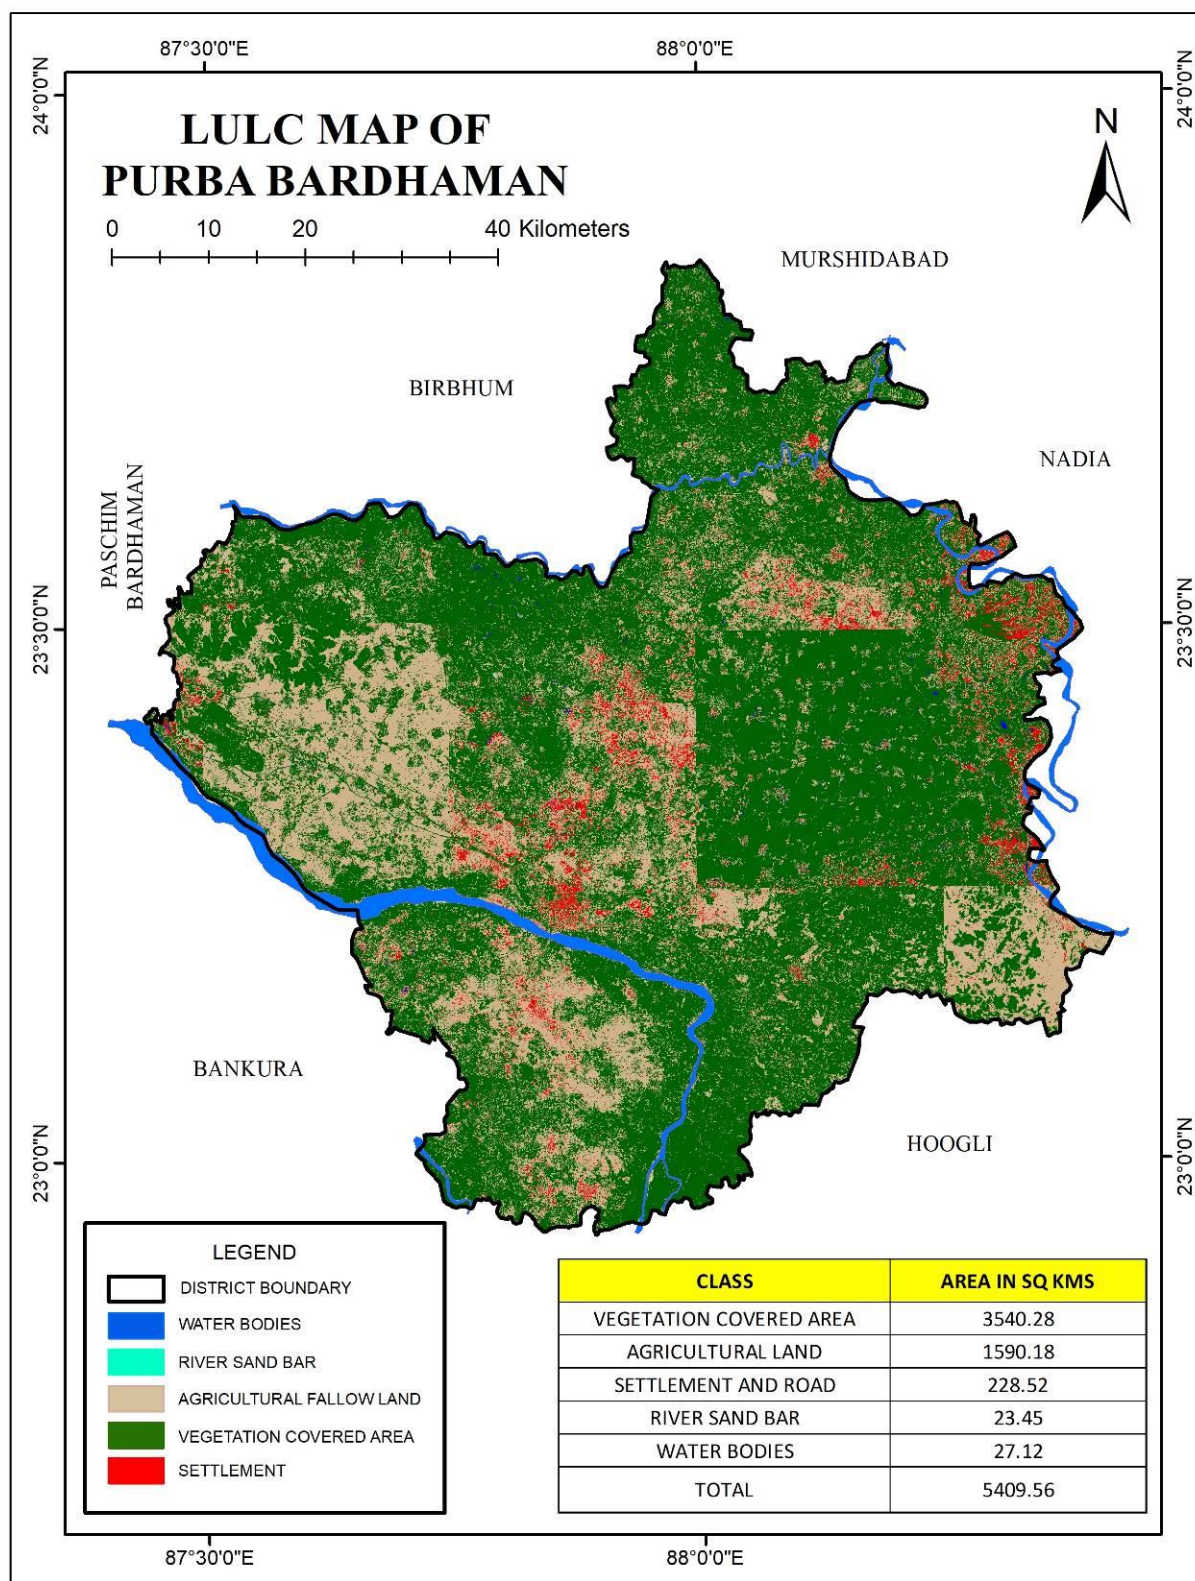 87°30'0"E 88°0'0"E
24°0'0"N 24°0'0"N
LULC MAP OF
PURBA BARDHAMAN
N
0 10 20 40 Kilometers
MURSHIDABAD
BIRBHUM
NADIA
PASCHIM
BARDHAMAN
23°30'0"N 23°30'0"N
BANKURA
HOOGLI
23°0'0"N 23°0'0"N
LEGEND
DISTRICT BOUNDARY
WATER BODIES
RIVER SAND BAR
AGRICULTURAL FALLOW LAND
VEGETATION COVERED AREA
SETTLEMENT
CLASS AREA IN SQ KMS
VEGETATION COVERED AREA 3540.28
AGRICULTURAL LAND 1590.18
SETTLEMENT AND ROAD 228.52
RIVER SAND BAR 23.45
WATER BODIES 27.12
TOTAL 5409.56
87°30'0"E 88°0'0"E